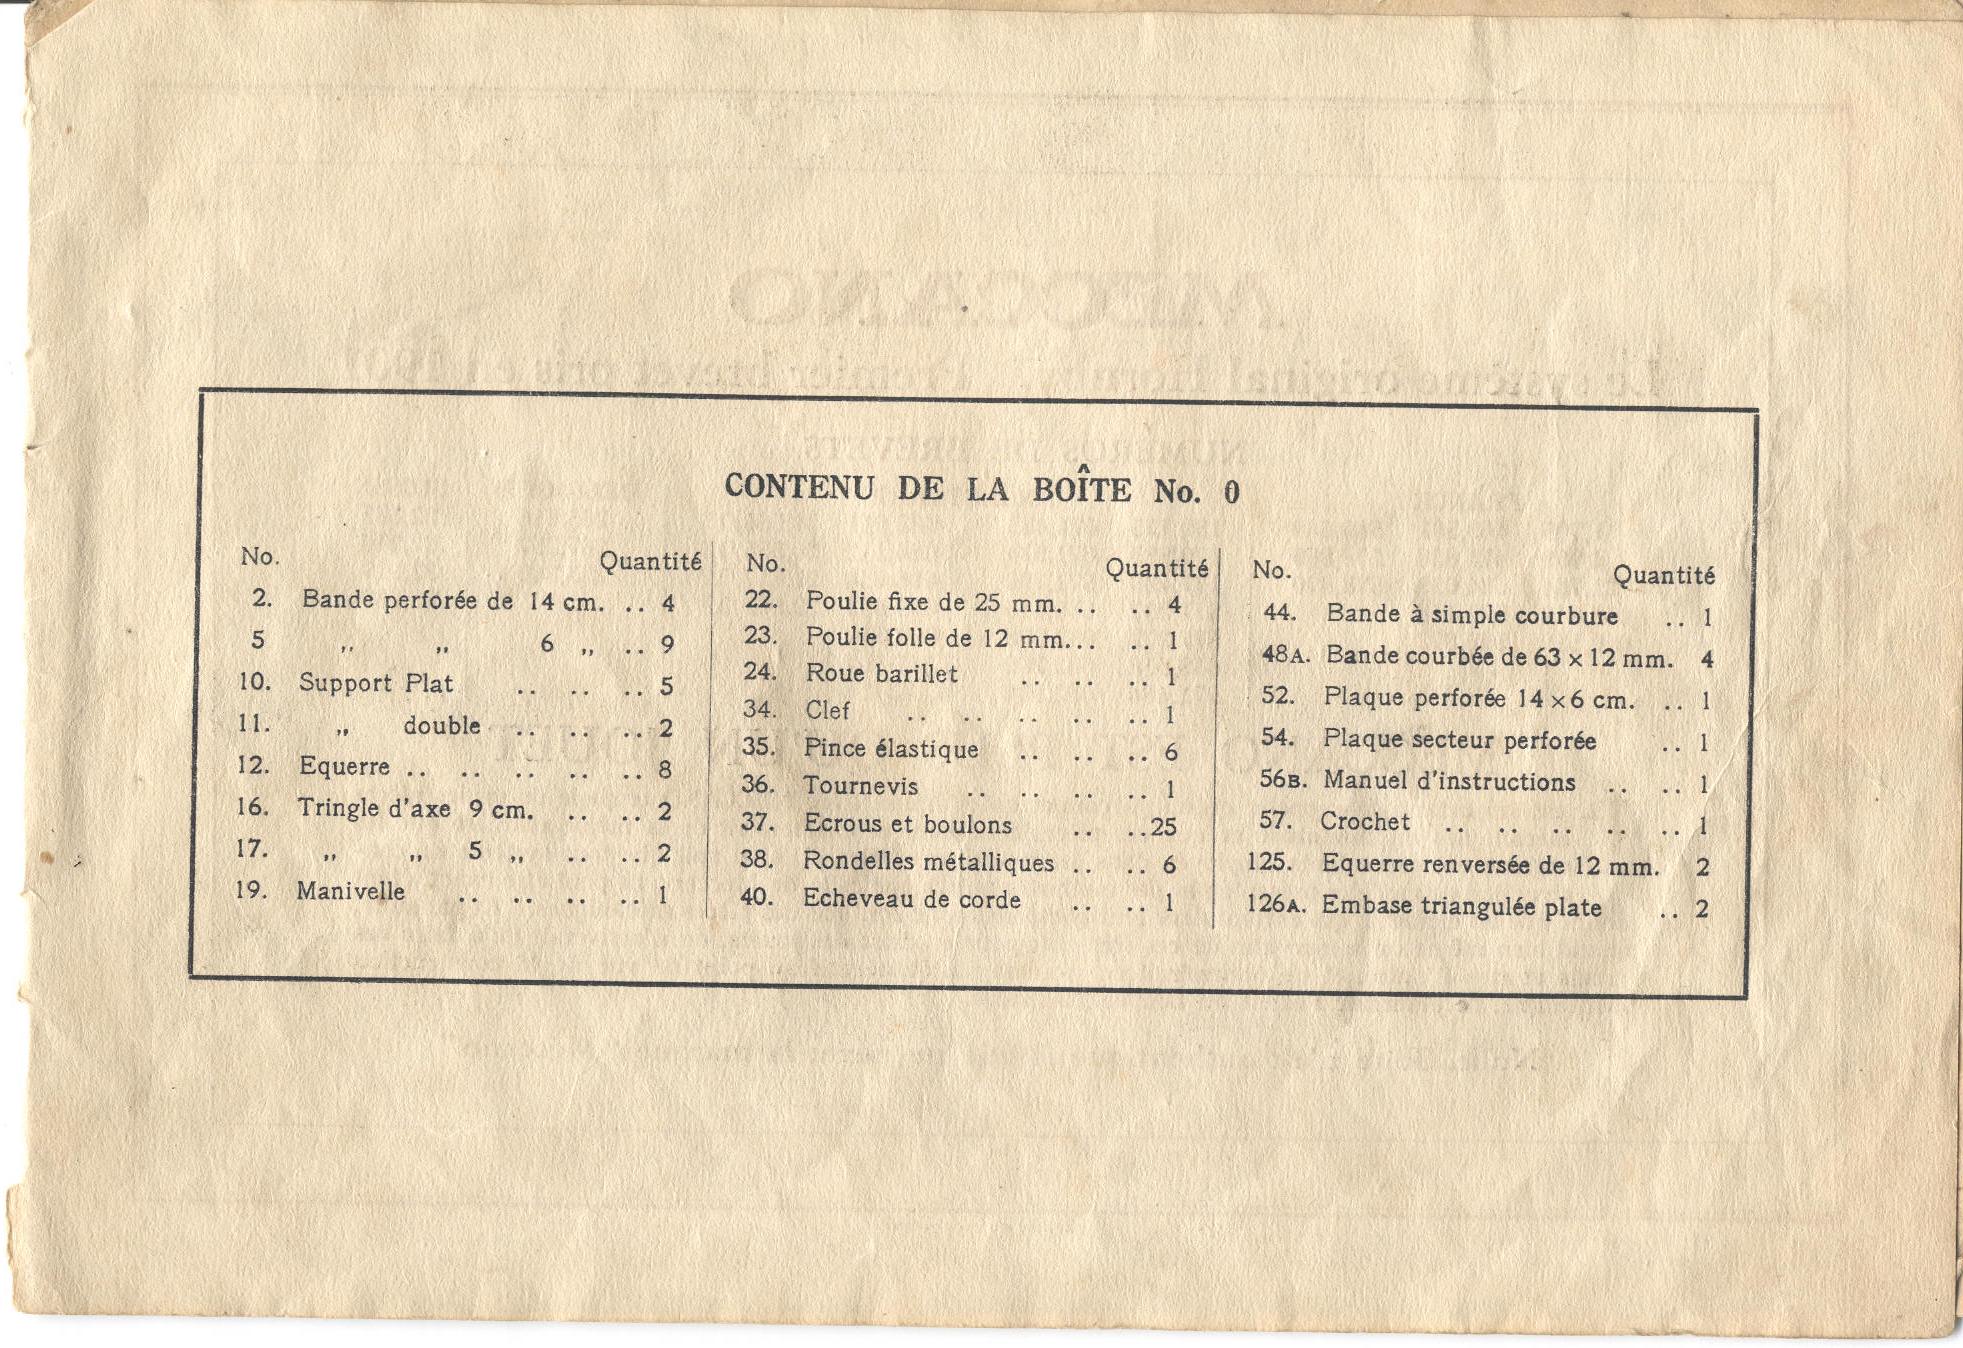 CONTENU DE LA BOÎTE No. 0
No. Quantité
2. Bande perforée de 14 cm. .. 4
5 ,, ,, 6 ,, .. 9
10. Support Plat .. .. .. 5
11. ,, double .. .. .. 2
12. Equerre .. .. .. .. .. 8
16. Tringle d'axe 9 cm. .. .. 2
17. ,, ,, 5 ,, .. .. 2
19. Manivelle .. .. .. .. 1
No. Quantité
22. Poulie fixe de 25 mm. .. .. 4
23. Poulie folle de 12 mm... .. 1
24. Roue barillet .. .. .. 1
34. Clef .. .. .. .. .. 1
35. Pince élastique .. .. .. 6
36. Tournevis .. .. .. .. 1
37. Ecrous et boulons .. ..25
38. Rondelles métalliques .. .. 6
40. Echeveau de corde .. .. 1
No. Quantité
44. Bande à simple courbure .. 1
48A. Bande courbée de 63 × 12 mm. 4
52. Plaque perforée 14 × 6 cm. .. 1
54. Plaque secteur perforée .. 1
56B. Manuel d'instructions .. .. 1
57. Crochet .. .. .. .. .. 1
125. Equerre renversée de 12 mm. 2
126A. Embase triangulée plate .. 2